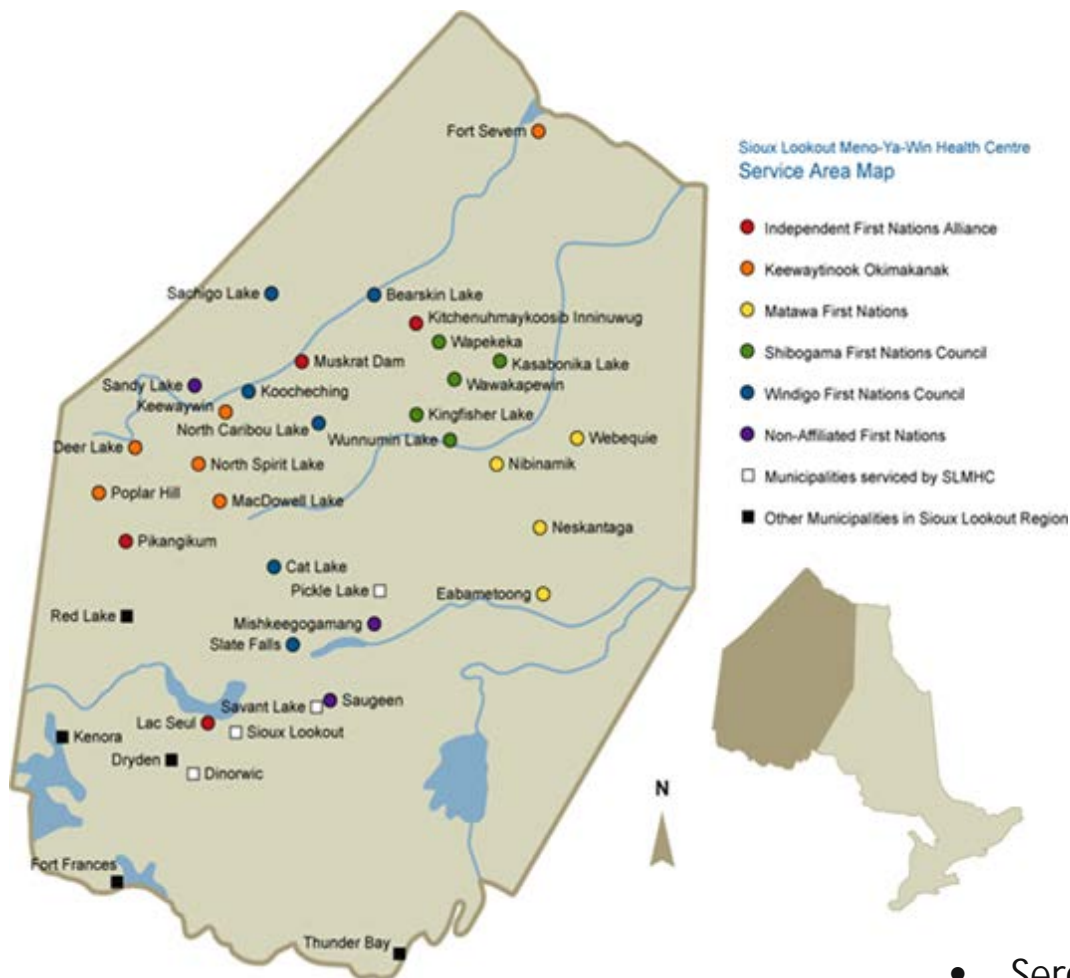 Fort Severn
Sioux Lookout Meno-Ya-Win Health Centre
Service Area Map
Independent First Nations Alliance
Keewaytinook Okimakanak
Matawa First Nations
Shibogama First Nations Council
Windigo First Nations Council
Non-Affiliated First Nations
Municipalities serviced by SLMHC
Other Municipalities in Sioux Lookout Region
Sachigo Lake
Bearskin Lake
Kitchenuhmaykoosib Inninuwug
Wapekeka
Muskrat Dam
Kasabonika Lake
Sandy Lake
Koocheching
Wawakapewin
Keewaywin
Kingfisher Lake
North Caribou Lake
Wunnumin Lake
Webequie
Deer Lake
North Spirit Lake
Nibinamik
Poplar Hill
MacDowell Lake
Neskantaga
Pikangikum
Cat Lake
Pickle Lake
Eabametoong
Red Lake
Mishkeegogamang
Slate Falls
Saugeen
Savant Lake
Lac Seul
Sioux Lookout
Kenora
Dryden
Dinorwic
N
Fort Frances
Thunder Bay